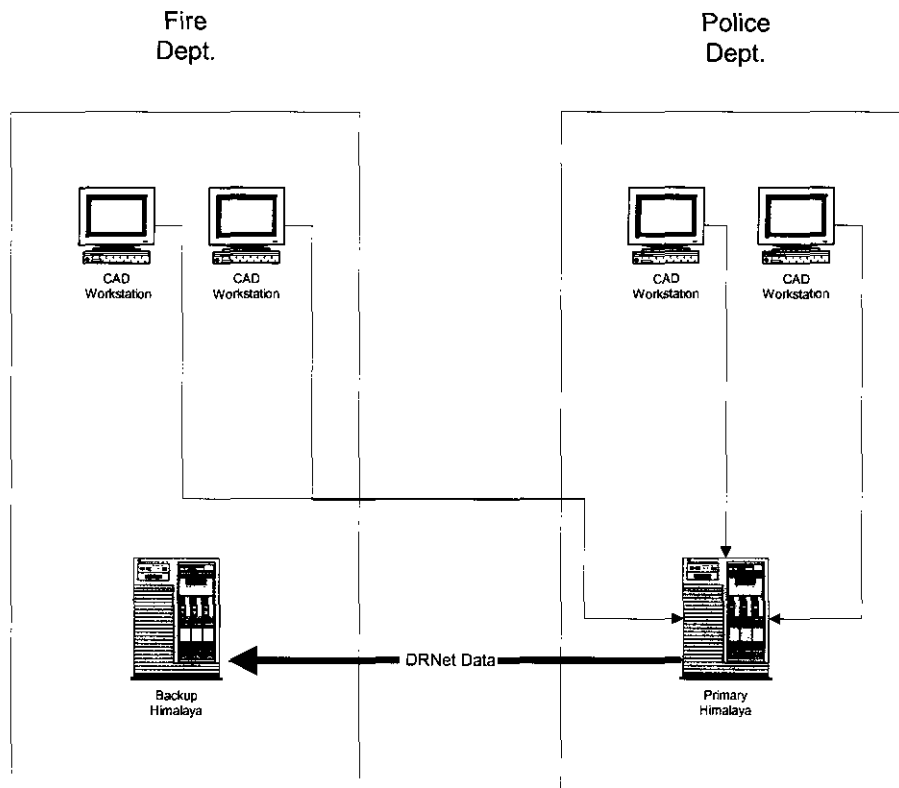 Fire
Dept.
Police
Dept.
CAD
Workstation
CAD
Workstation
CAD
Workstation
CAD
Workstation
DRNet Data
Backup
Himalaya
Primary
Himalaya